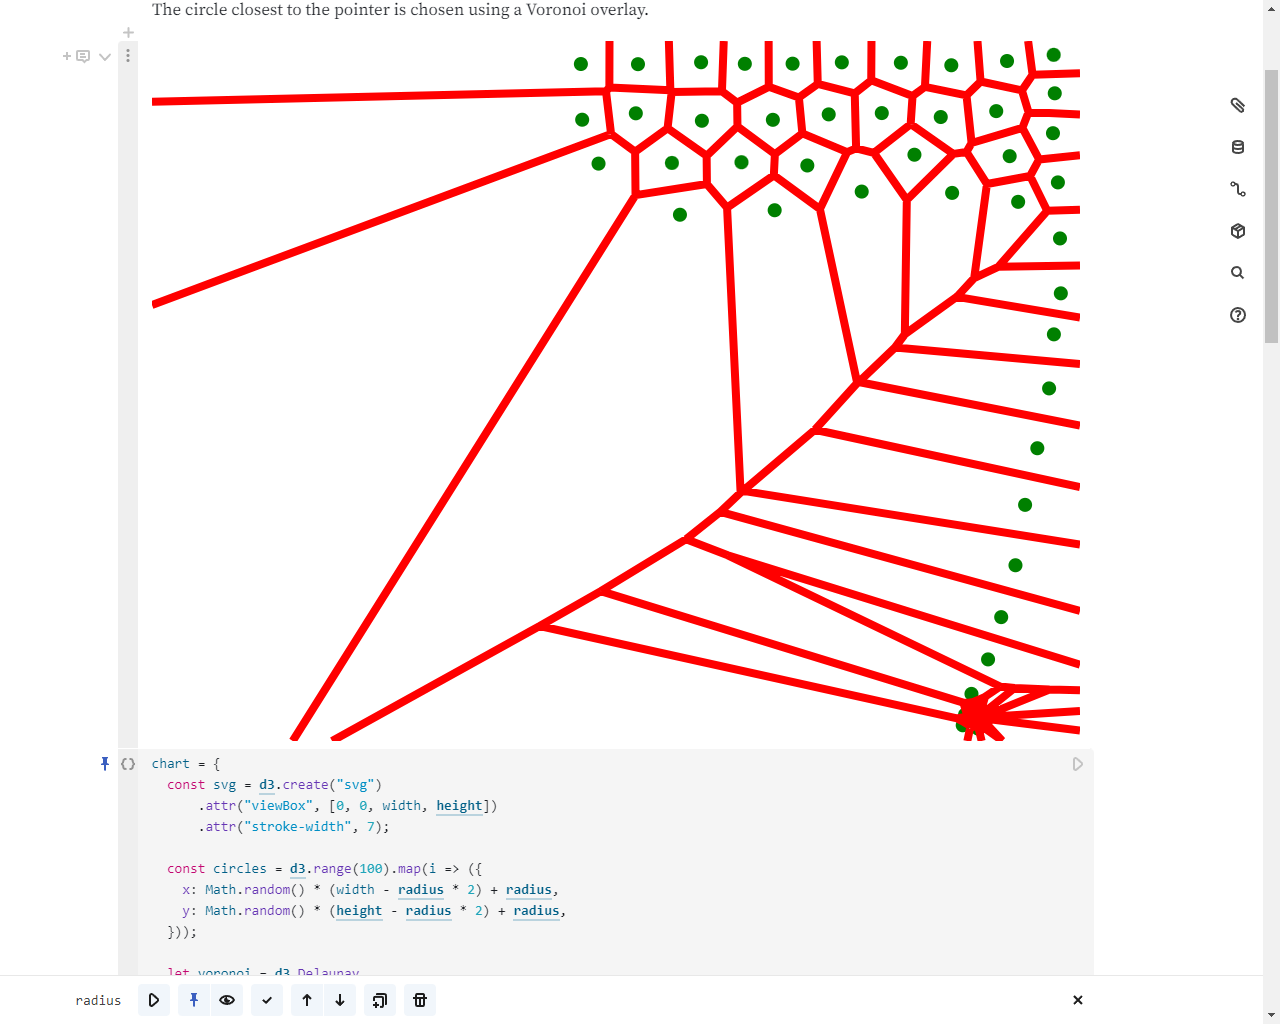 The circle closest to the pointer is chosen using a Voronoi overlay.
chart = {
const svg = d3.create("svg")
.attr("viewBox", [0, 0, width, height])
.attr("stroke-width", 7);
const circles = d3.range(100).map(i => ({
x: Math.random() * (width - radius * 2) + radius,
y: Math.random() * (height - radius * 2) + radius,
}));
let voronoi = d3.Delaunay
radius